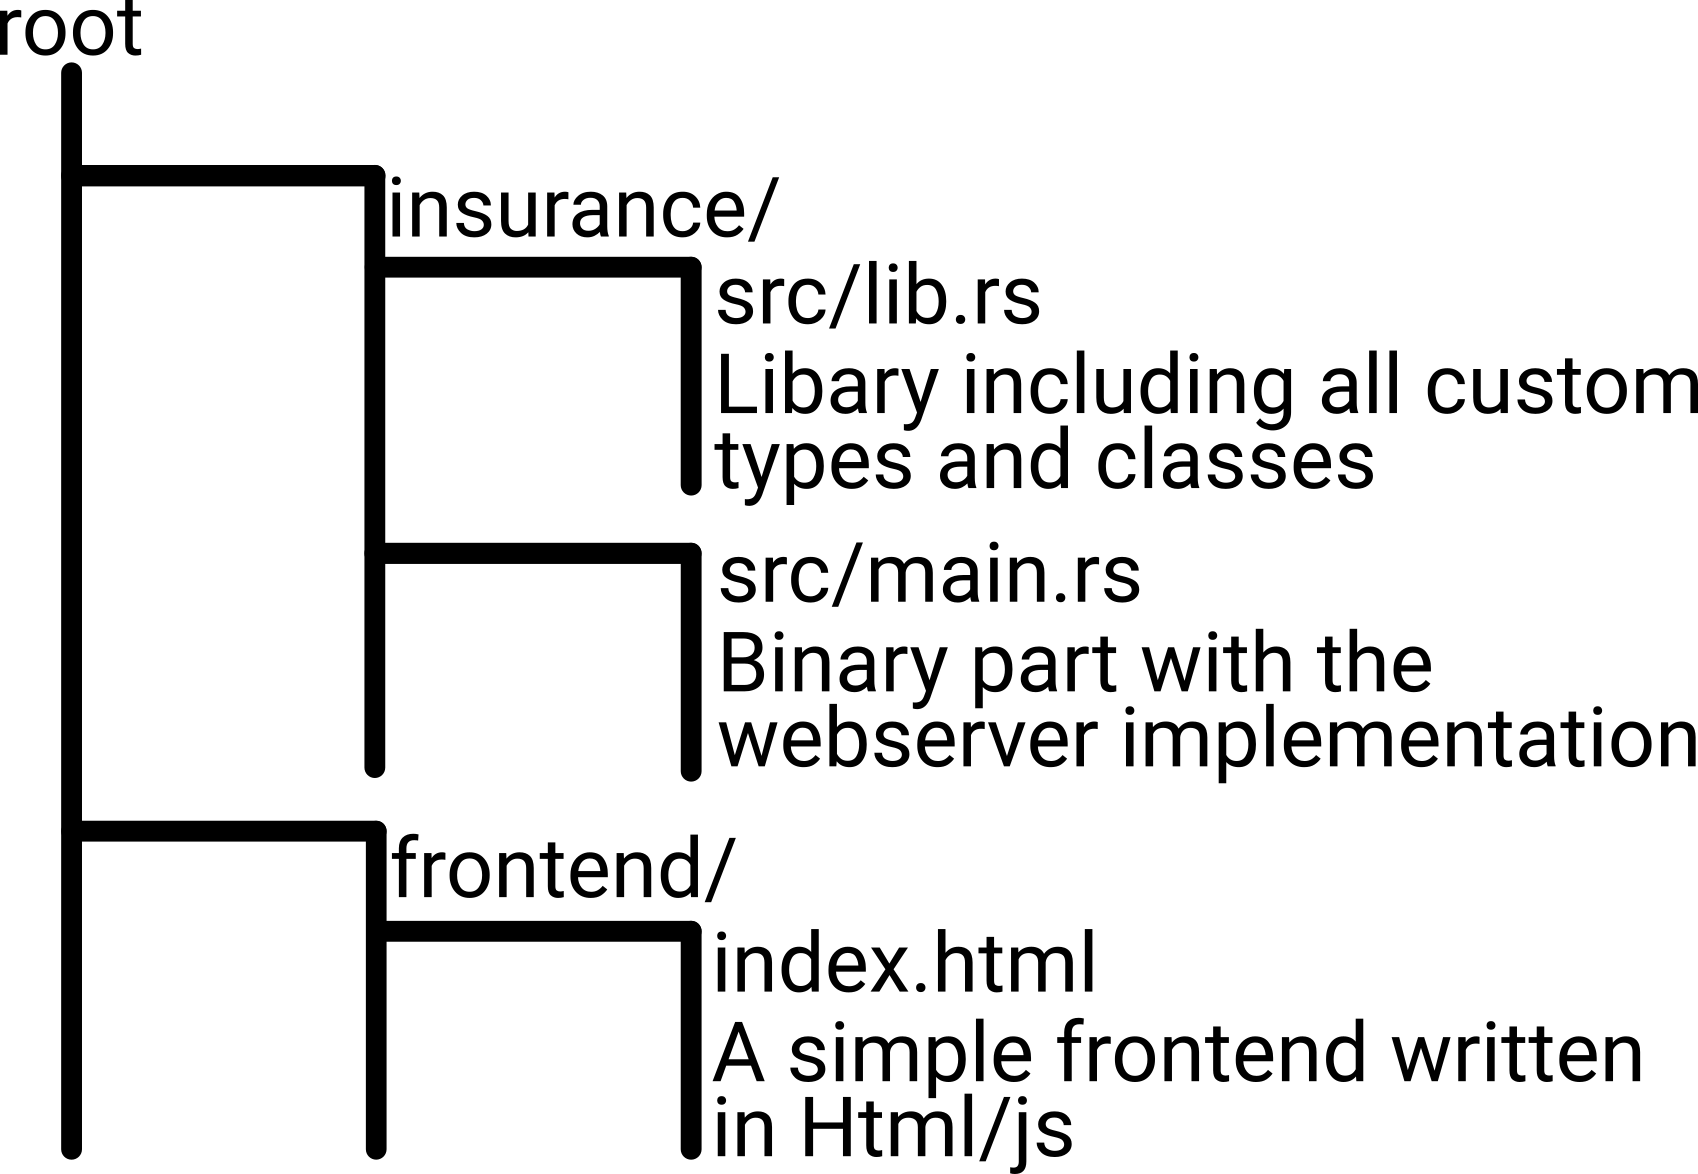 root
insurance/
src/lib.rs
Libary including all custom
types and classes
src/main.rs
Binary part with the
webserver implementation
frontend/
index.html
A simple frontend written
in Html/js